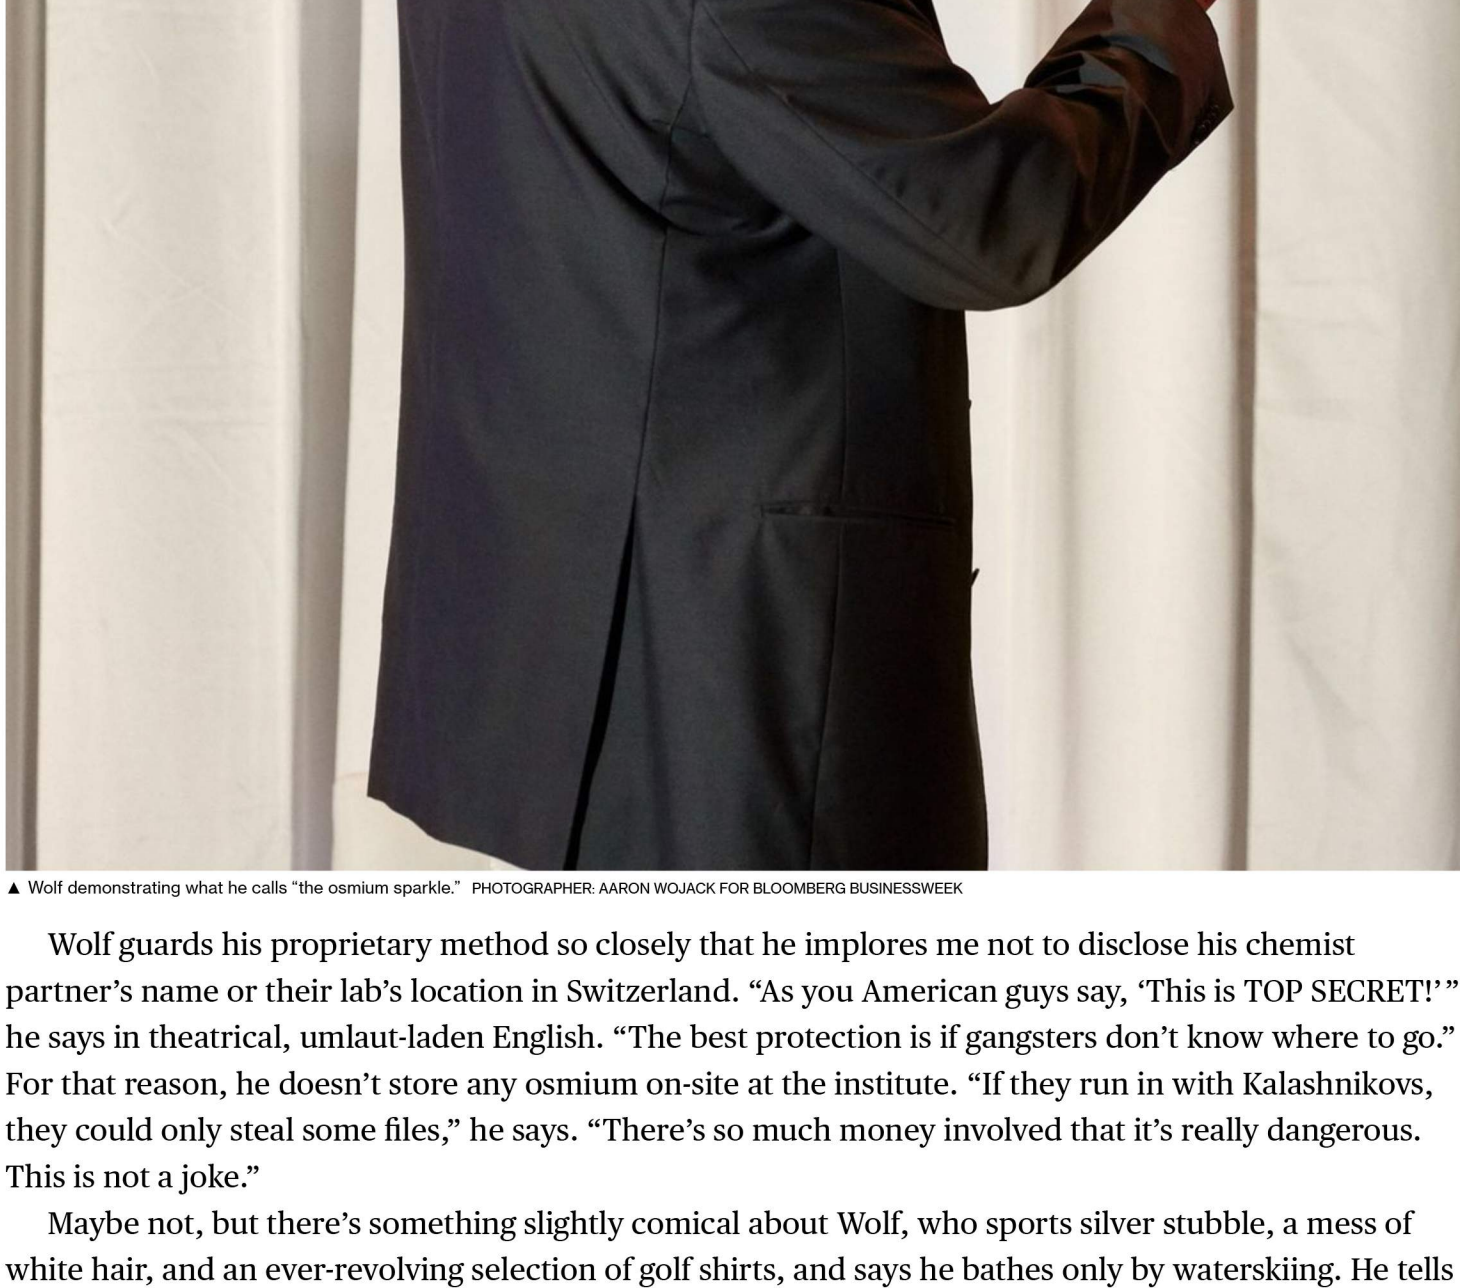 ▲ Wolf demonstrating what he calls “the osmium sparkle.” PHOTOGRAPHER: AARON WOJACK FOR BLOOMBERG BUSINESSWEEK
Wolf guards his proprietary method so closely that he implores me not to disclose his chemist
partner’s name or their lab’s location in Switzerland. “As you American guys say, ‘This is TOP SECRET!’”
he says in theatrical, umlaut-laden English. “The best protection is if gangsters don’t know where to go.”
For that reason, he doesn’t store any osmium on-site at the institute. “If they run in with Kalashnikovs,
they could only steal some files,” he says. “There’s so much money involved that it’s really dangerous.
This is not a joke.”
Maybe not, but there’s something slightly comical about Wolf, who sports silver stubble, a mess of
white hair, and an ever-revolving selection of golf shirts, and says he bathes only by waterskiing. He tells